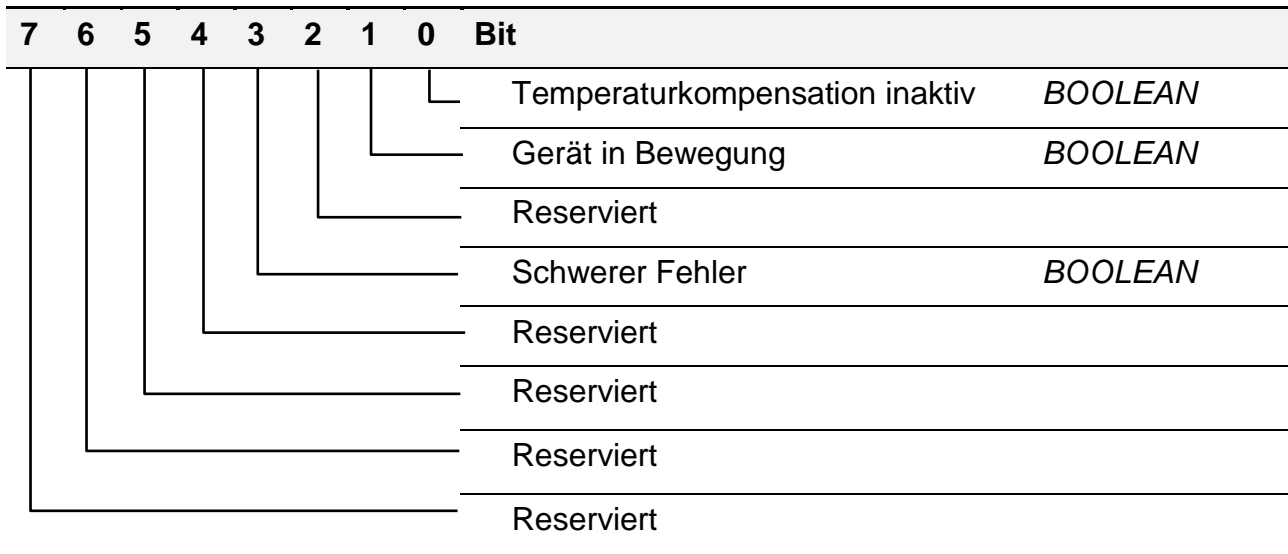 7 6 5 4 3 2 1 0 Bit
Temperaturkompensation inaktiv BOOLEAN
Gerät in Bewegung BOOLEAN
Reserviert
Schwerer Fehler BOOLEAN
Reserviert
Reserviert
Reserviert
Reserviert